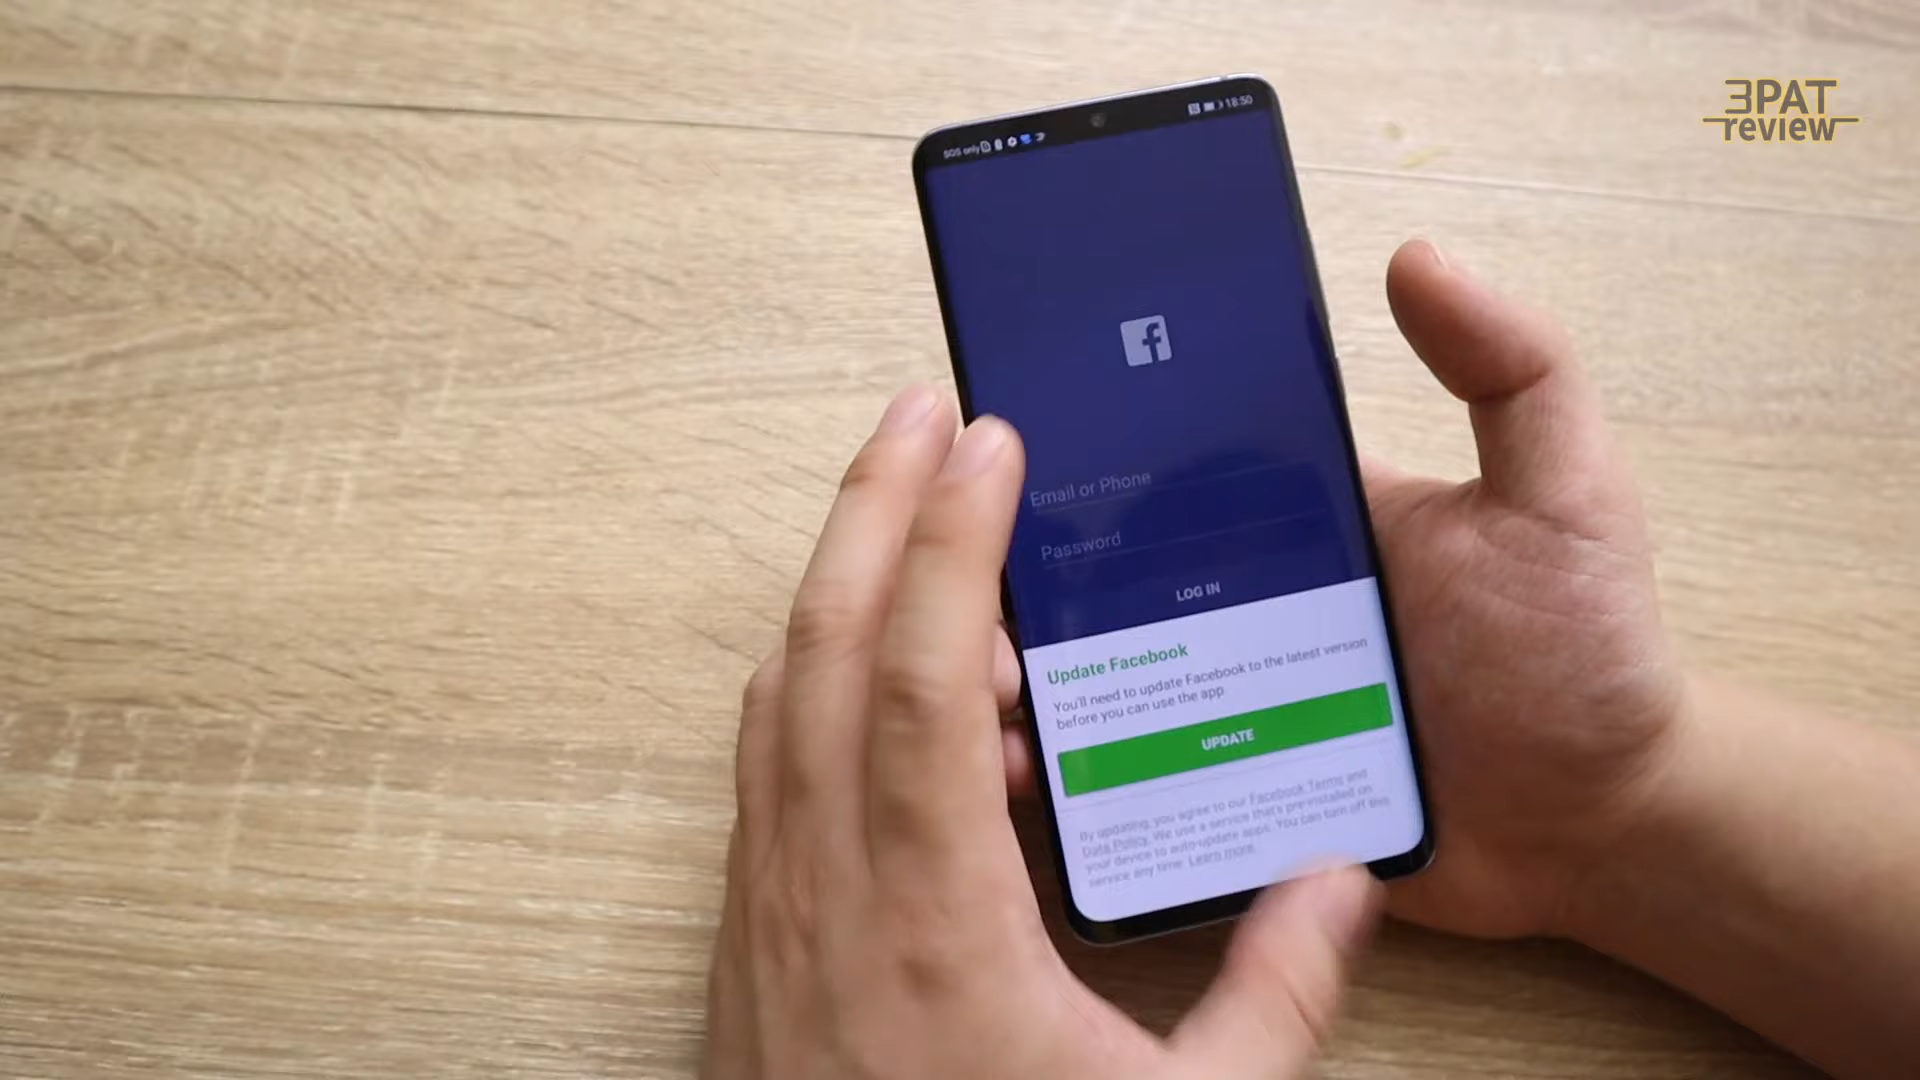 3PAT
review
SOS only
18:50
Email or Phone
Password
LOG IN
Update Facebook
You'll need to update Facebook to the latest version
before you can use the app
UPDATE
By updating, you agree to our Facebook Terms and
Data Policy. We use a service that's pre-installed on
your device to auto-update apps. You can turn off this
service any time. Learn more.